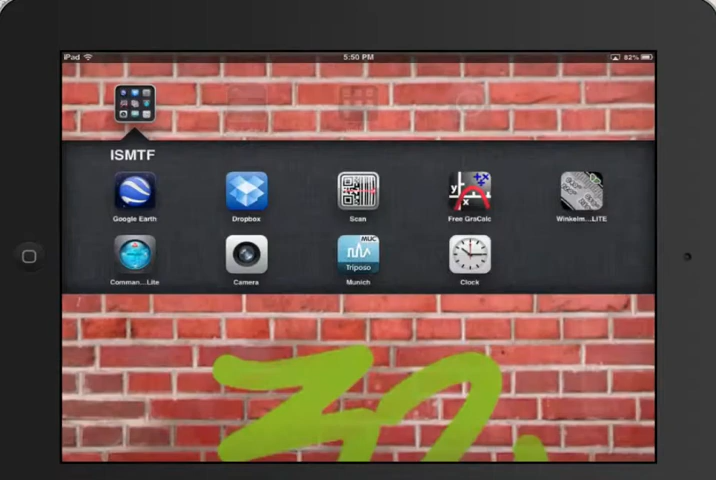 iPad 5:50 PM 82%
ISMTF
Google Earth Dropbox Scan Free GraCalc Winkelm...LITE
MUC
Triposo
Comman...Lite Camera Munich Clock
32.